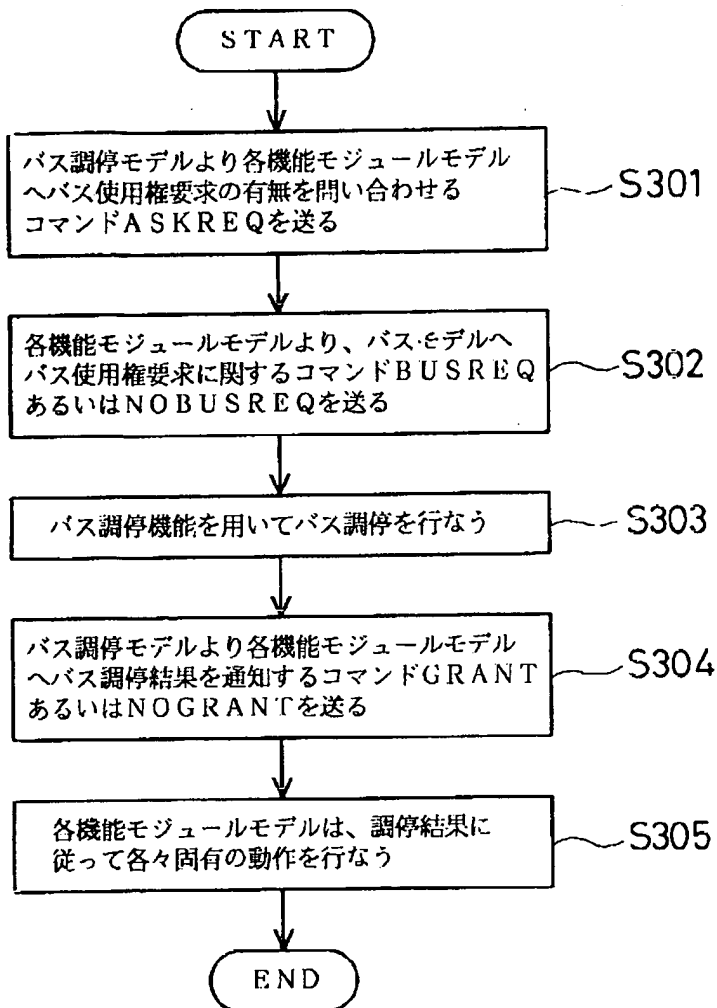 START
バス調停モデルより各機能モジュールモデル
へバス使用権要求の有無を問い合わせる
コマンドASKREQを送る
S301
各機能モジュールモデルより、バス・モデルへ
バス使用権要求に関するコマンドBUSREQ
あるいはNOBUSREQを送る
S302
バス調停機能を用いてバス調停を行なう
S303
バス調停モデルより各機能モジュールモデル
へバス調停結果を通知するコマンドGRANT
あるいはNOGRANTを送る
S304
各機能モジュールモデルは、調停結果に
従って各々固有の動作を行なう
S305
END